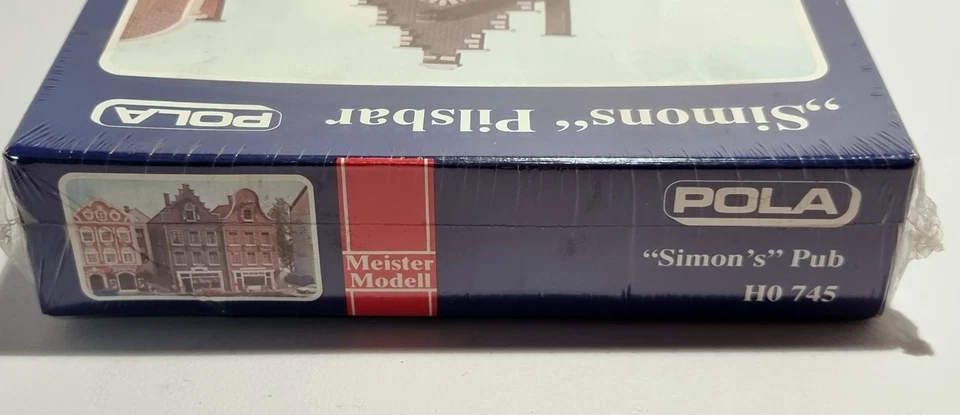 POLA
„Simons“ Pilsbar
Meister
Modell
POLA
“Simon’s” Pub
H0 745